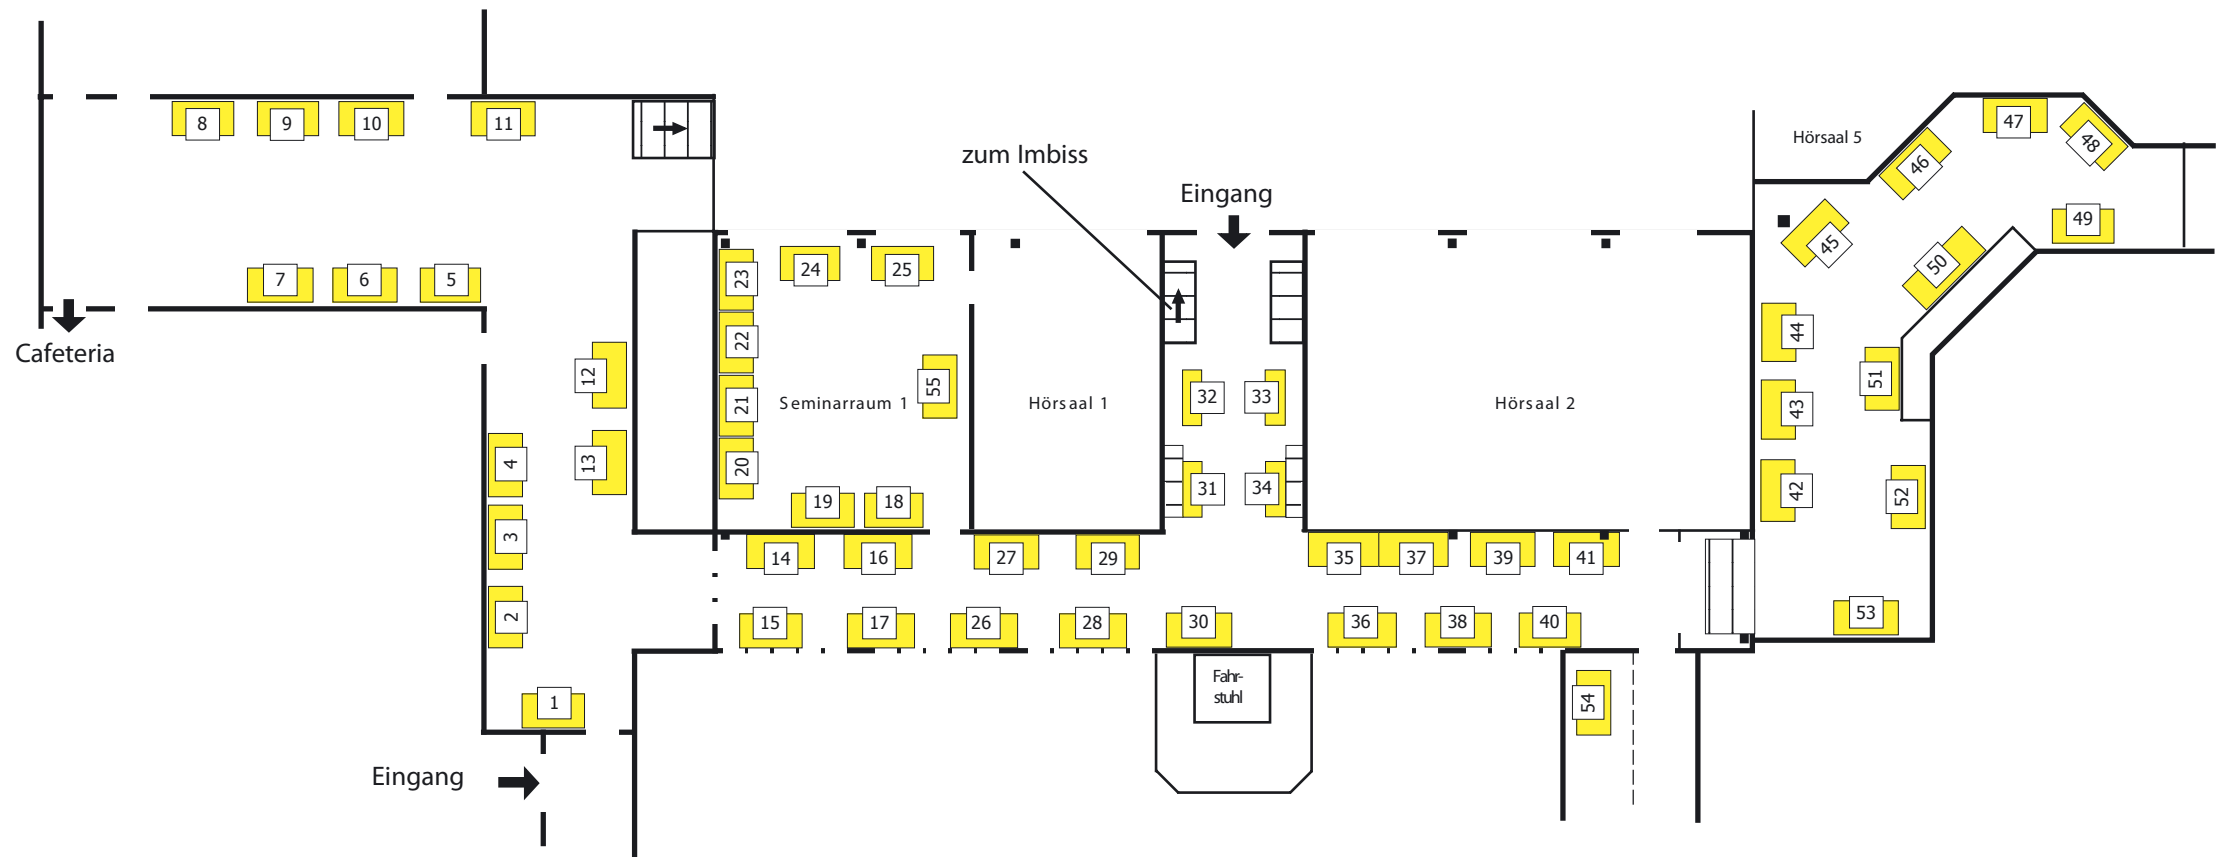 8 9 10 11
47
48
Hörsaal 5
46
zum Imbiss
Eingang
49
45
50
7 6 5
23 24 25
44
22
Cafeteria
12
55
51
21 Seminarraum 1 Hörsaal 1 32 33 Hörsaal 2 43
4 13 20
31 34
42
52
19 18
3
14 16 27 29 35 37 39 41
2
15 17 26 28 30 36 38 40 53
Fahr-
stuhl
1
54
Eingang